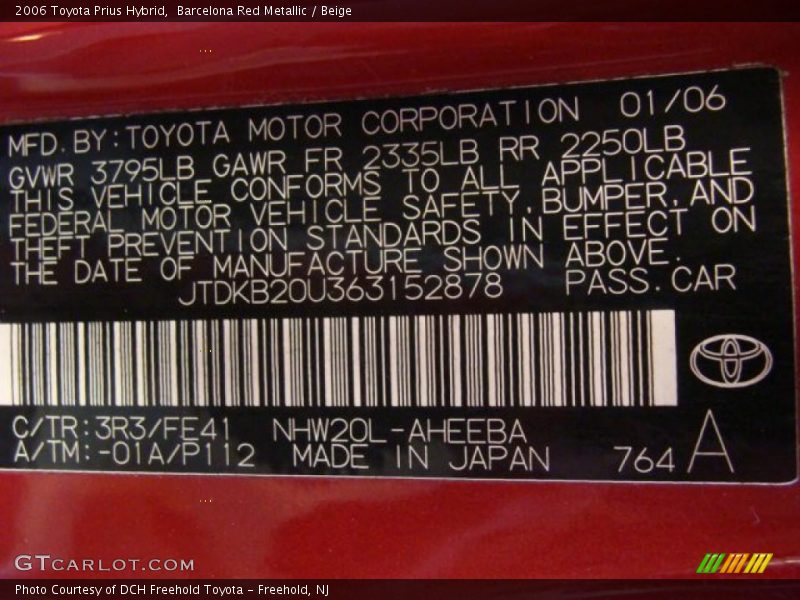 2006 Toyota Prius Hybrid,  Barcelona Red Metallic / Beige
MFD. BY: TOYOTA MOTOR CORPORATION 01/06
GVWR 3795LB GAWR FR 2335LB RR 2250LB
THIS VEHICLE CONFORMS TO ALL APPLICABLE
FEDERAL MOTOR VEHICLE SAFETY, BUMPER, AND
THEFT PREVENTION STANDARDS IN EFFECT ON
THE DATE OF MANUFACTURE SHOWN ABOVE.
JTDKB20U363152878 PASS. CAR
C/TR: 3R3/FE41 NHW20L-AHEEBA
A/TM: -01A/P112 MADE IN JAPAN 764 A
GTCARLOT.COM
Photo Courtesy of DCH Freehold Toyota - Freehold, NJ